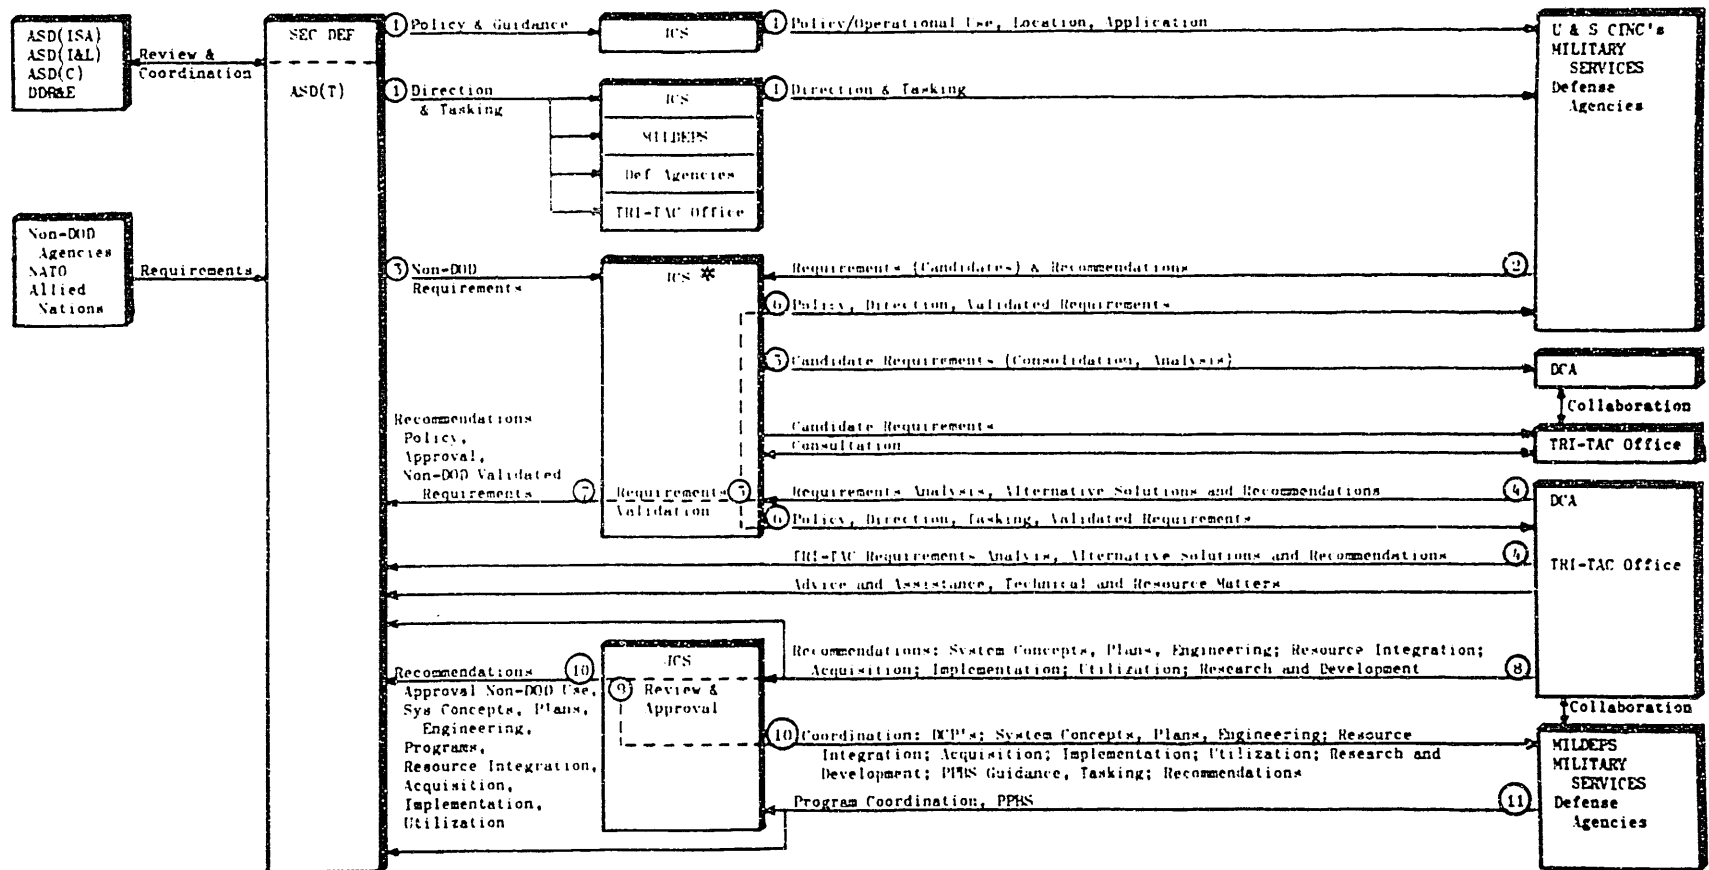 ASD(ISA)
ASD(I&L)
ASD(C)
DDR&E
Review &
Coordination
SEC DEF
ASD(T)
1 Policy & Guidance
JCS
1 Policy/Operational Use, Location, Application
U & S CINC's
MILITARY
SERVICES
Defense
Agencies
1 Direction
& Tasking
JCS
MILDEPS
Def Agencies
TRI-TAC Office
1 Direction & Tasking
Non-DOD
Agencies
NATO
Allied
Nations
Requirements
3 Non-DOD
Requirements
JCS *
Requirements (Candidates) & Recommendations 2
6 Policy, Direction, Validated Requirements
3 Candidate Requirements (Consolidation, Analysis)
DCA
Collaboration
Candidate Requirements
Consultation
TRI-TAC Office
Recommendations
Policy,
Approval,
Non-DOD Validated
Requirements 7
Requirements 5
Validation
Requirements Analysis, Alternative Solutions and Recommendations 4
6 Policy, Direction, Tasking, Validated Requirements
DCA
TRI-TAC Requirements Analyis, Alternative Solutions and Recommendations 4
TRI-TAC Office
Advice and Assistance, Technical and Resource Matters
JCS
9 Review &
Approval
Recommendations: System Concepts, Plans, Engineering; Resource Integration;
Acquisition; Implementation; Utilization; Research and Development 8
Recommendations 10
Approval Non-DOD Use,
Sys Concepts, Plans,
Engineering,
Programs,
Resource Integration,
Acquisition,
Implementation,
Utilization
Collaboration
10 Coordination: DCP's; System Concepts, Plans, Engineering; Resource
Integration; Acquisition; Implementation; Utilization; Research and
Development; PPBS Guidance, Tasking; Recommendations
Program Coordination, PPBS 11
MILDEPS
MILITARY
SERVICES
Defense
Agencies